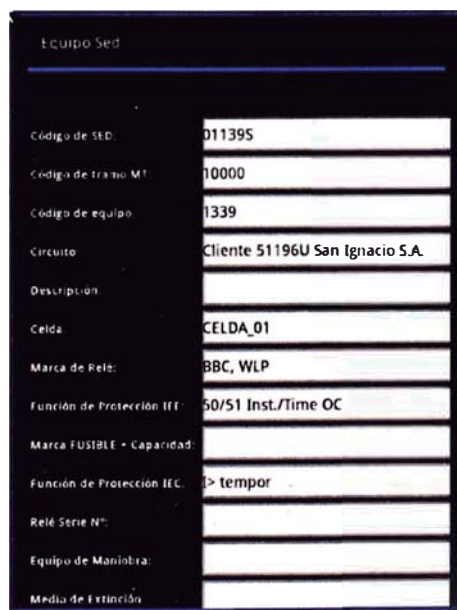 Equipo Sed
Código de SED: 011395
Código de tramo MT 10000
Código de equipo 1339
Circuito Cliente 51196U San Ignacio S.A.
Descripción
Celda CELDA_01
Marca de Relé: BBC, WLP
Función de Protección IEE: 50/51 Inst./Time OC
Marca FUSIBLE + Capacidad:
Función de Protección IEC. I> tempor
Relé Serie N°:
Equipo de Maniobra:
Medio de Extinción